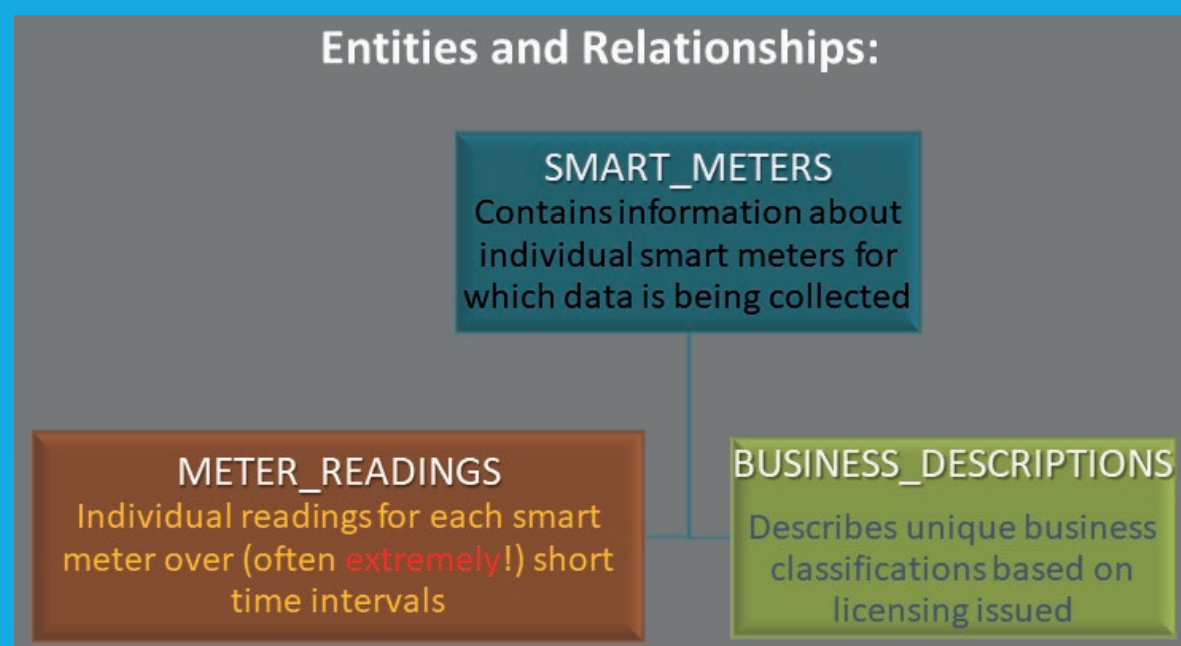 Entities and Relationships:
SMART_METERS
Contains information about
individual smart meters for
which data is being collected
METER_READINGS
Individual readings for each smart
meter over (often extremely!) short
time intervals
BUSINESS_DESCRIPTIONS
Describes unique business
classifications based on
licensing issued